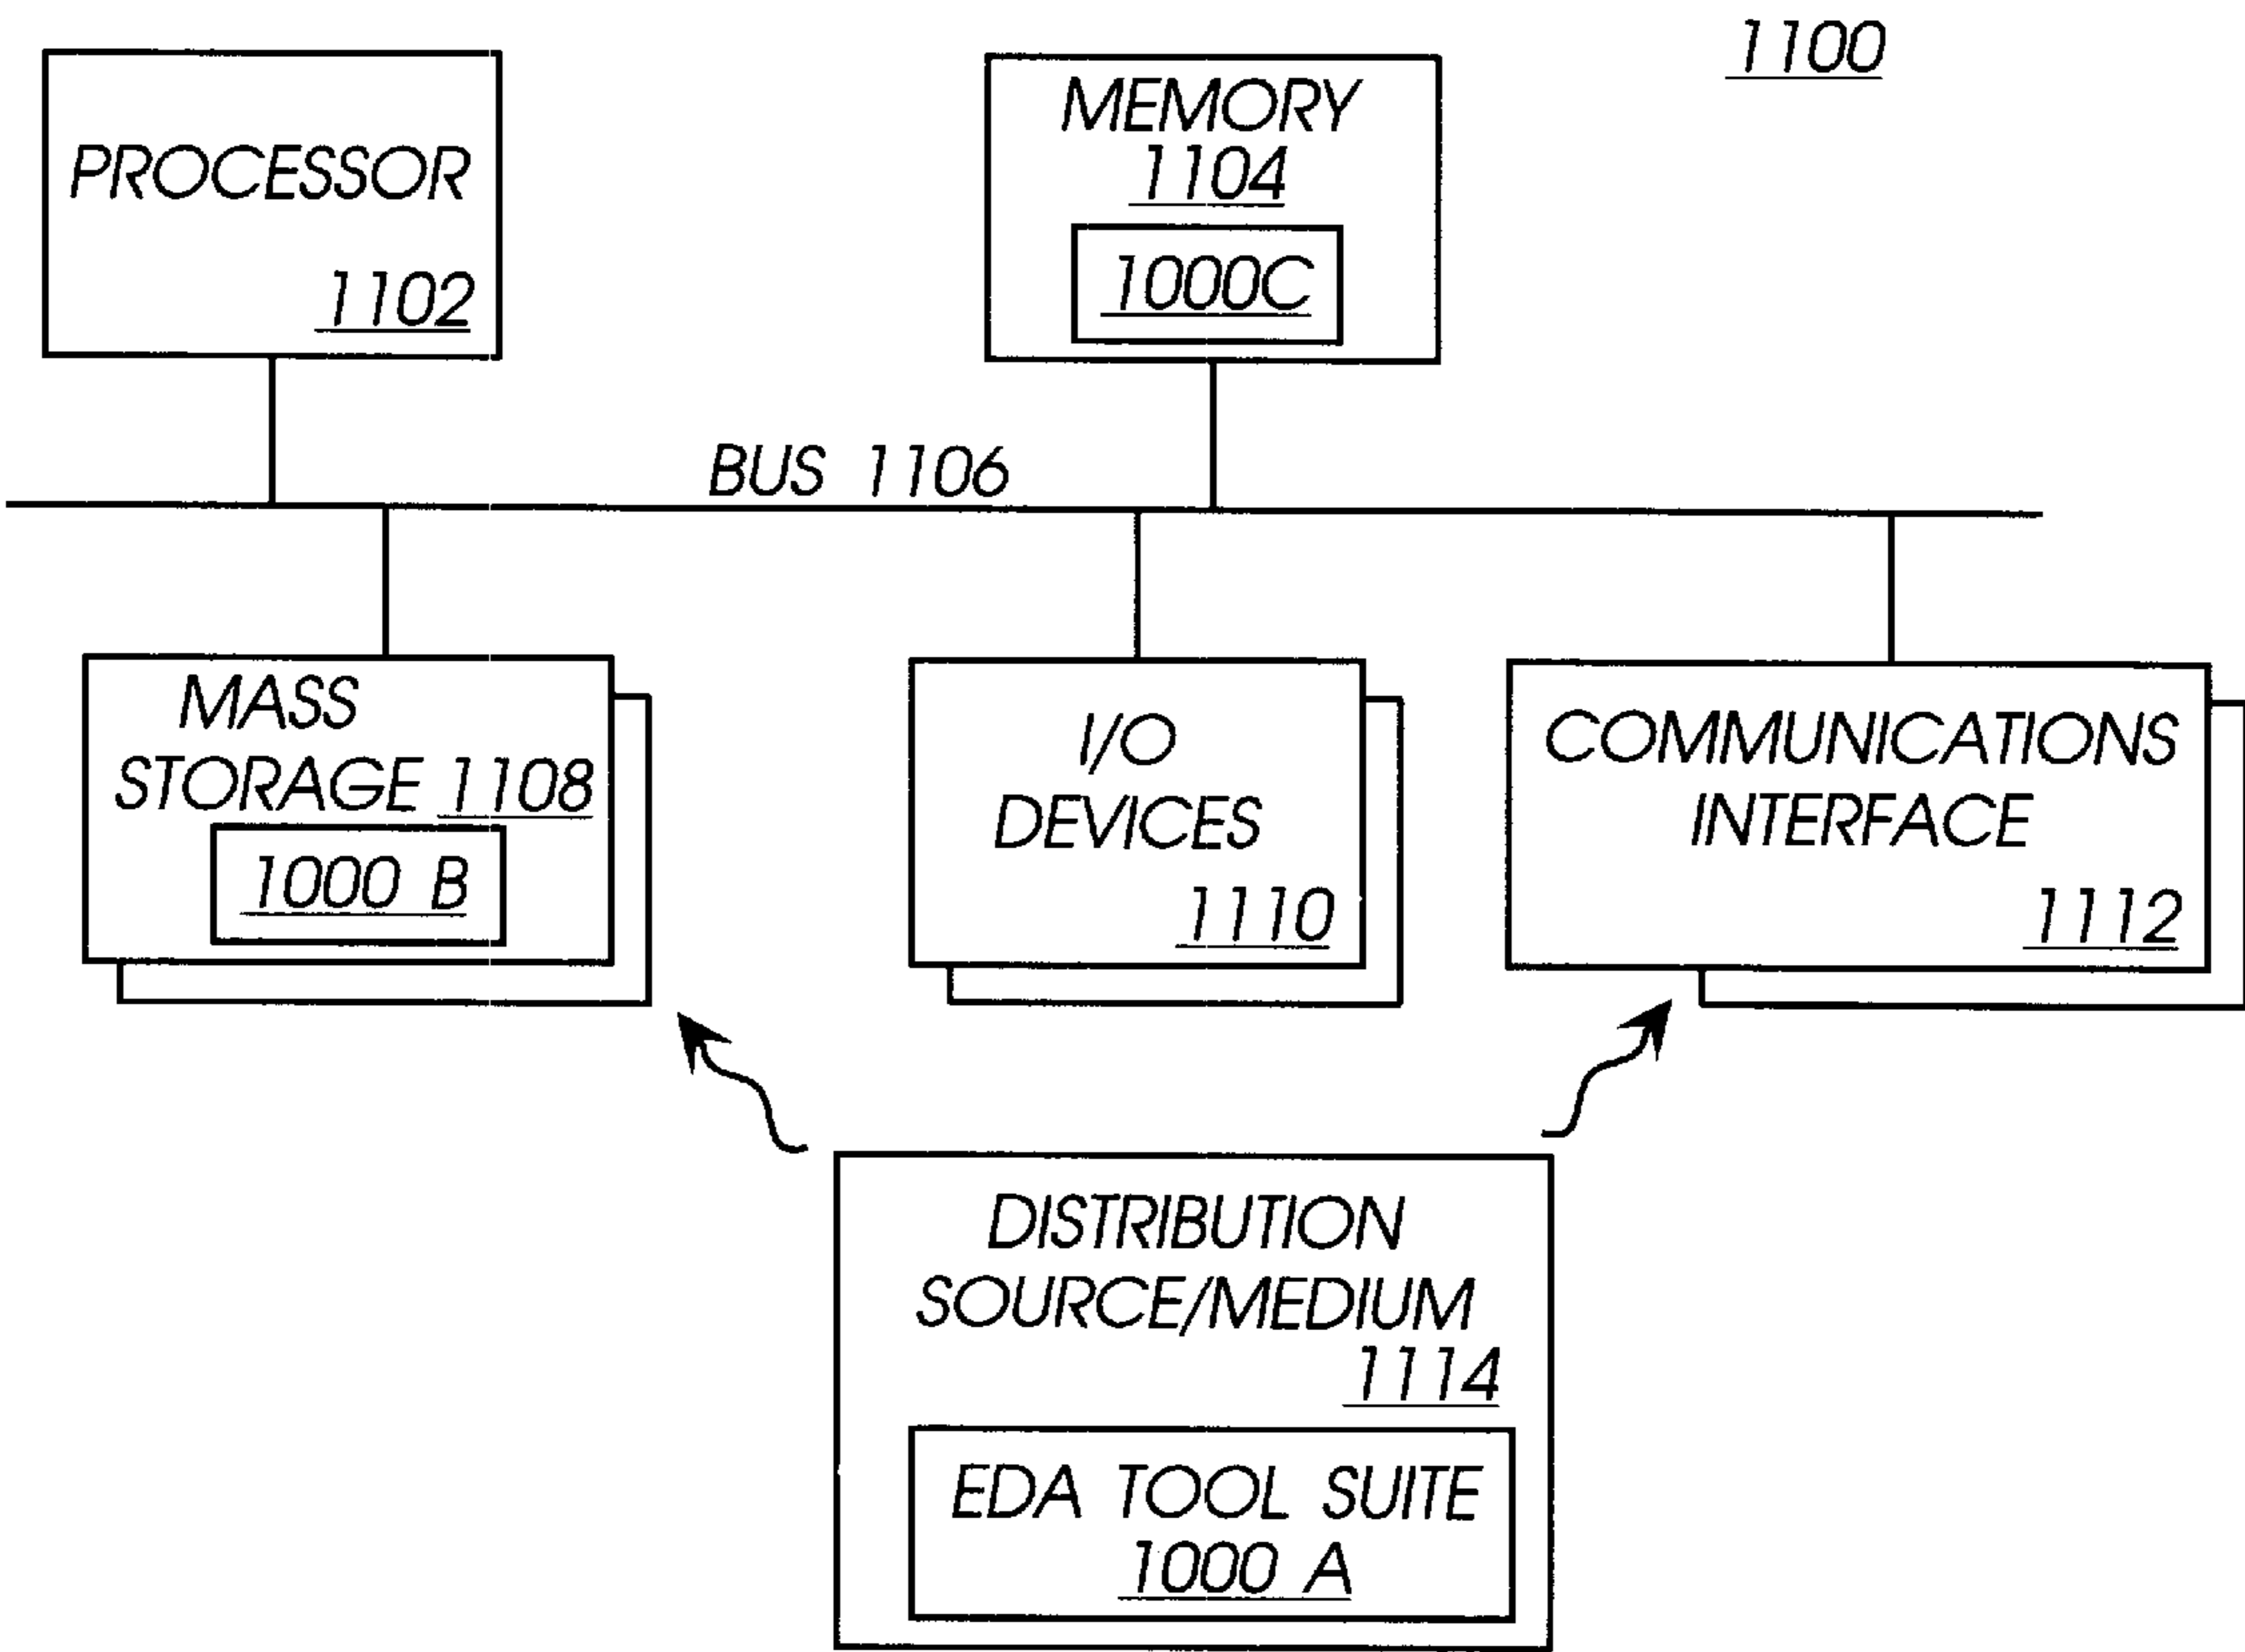 1100
PROCESSOR
1102
MEMORY
1104
1000C
BUS 1106
MASS
STORAGE 1108
1000 B
I/O
DEVICES
1110
COMMUNICATIONS
INTERFACE
1112
DISTRIBUTION
SOURCE/MEDIUM
1114
EDA TOOL SUITE
1000 A